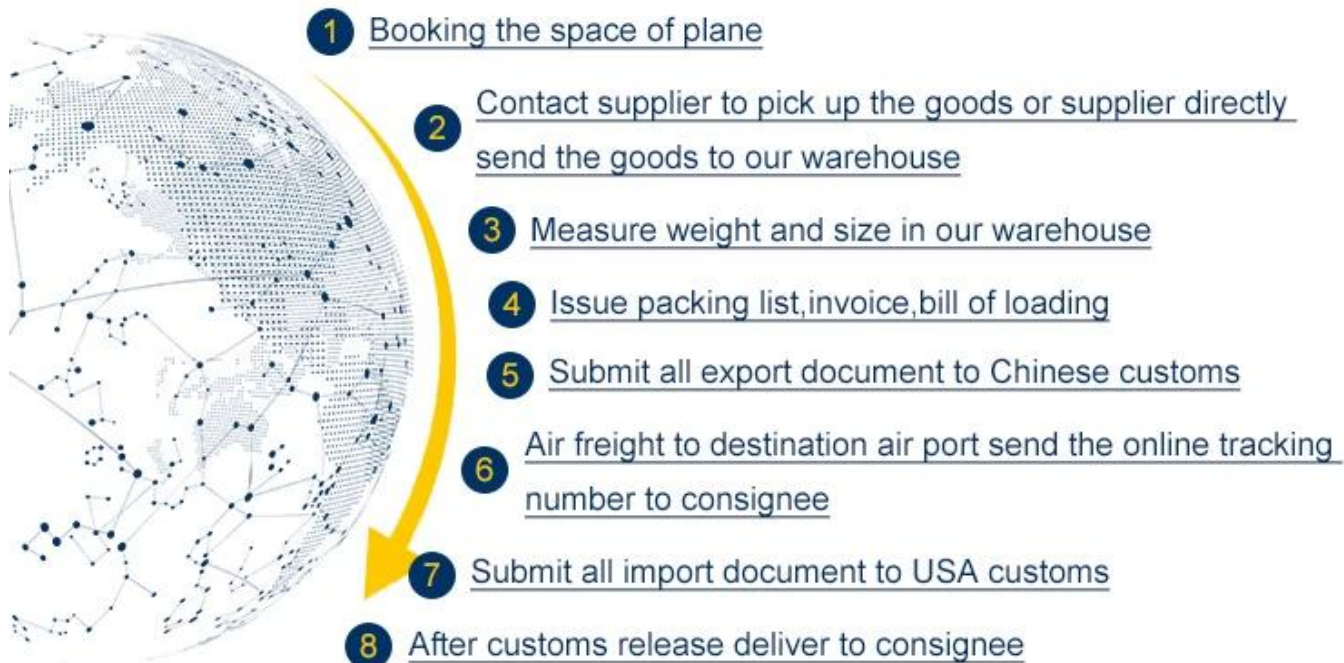 1 Booking the space of plane
2 Contact supplier to pick up the goods or supplier directly
send the goods to our warehouse
3 Measure weight and size in our warehouse
4 Issue packing list,invoice,bill of loading
5 Submit all export document to Chinese customs
6 Air freight to destination air port send the online tracking
number to consignee
7 Submit all import document to USA customs
8 After customs release deliver to consignee